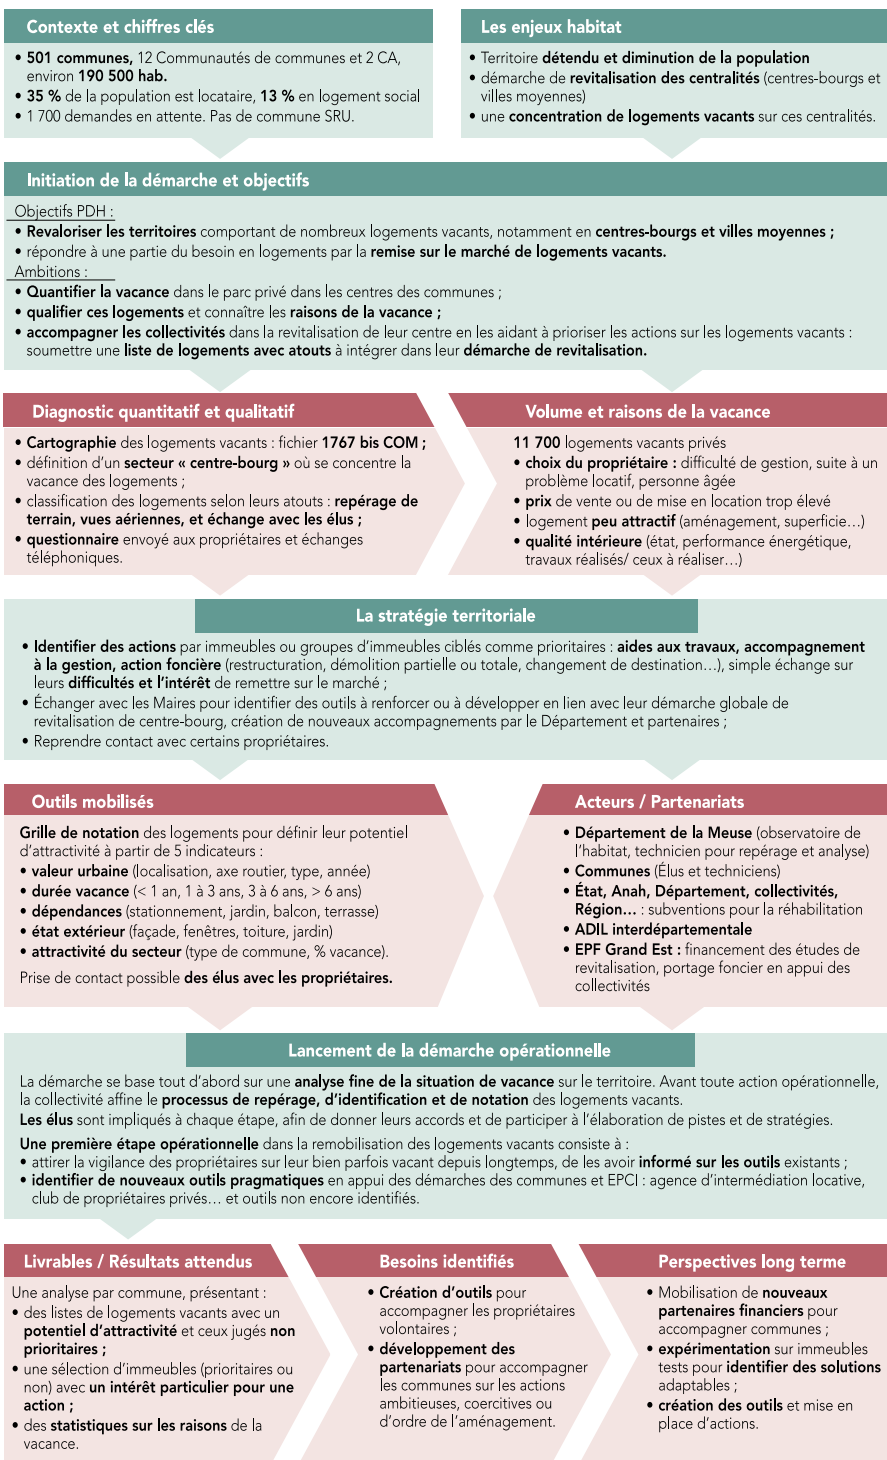 Contexte et chiffres clés
• 501 communes, 12 Communautés de communes et 2 CA,
environ 190 500 hab.
• 35 % de la population est locataire, 13 % en logement social
• 1 700 demandes en attente. Pas de commune SRU.
Les enjeux habitat
• Territoire détendu et diminution de la population
• démarche de revitalisation des centralités (centres-bourgs et
villes moyennes)
• une concentration de logements vacants sur ces centralités.
Initiation de la démarche et objectifs
Objectifs PDH :
• Revaloriser les territoires comportant de nombreux logements vacants, notamment en centres-bourgs et villes moyennes ;
• répondre à une partie du besoin en logements par la remise sur le marché de logements vacants.
Ambitions :
• Quantifier la vacance dans le parc privé dans les centres des communes ;
• qualifier ces logements et connaître les raisons de la vacance ;
• accompagner les collectivités dans la revitalisation de leur centre en les aidant à prioriser les actions sur les logements vacants :
soumettre une liste de logements avec atouts à intégrer dans leur démarche de revitalisation.
Diagnostic quantitatif et qualitatif
• Cartographie des logements vacants : fichier 1767 bis COM ;
• définition d'un secteur « centre-bourg » où se concentre la
vacance des logements ;
• classification des logements selon leurs atouts : repérage de
terrain, vues aériennes, et échange avec les élus ;
• questionnaire envoyé aux propriétaires et échanges
téléphoniques.
Volume et raisons de la vacance
11 700 logements vacants privés
• choix du propriétaire : difficulté de gestion, suite à un
problème locatif, personne âgée
• prix de vente ou de mise en location trop élevé
• logement peu attractif (aménagement, superficie...)
• qualité intérieure (état, performance énergétique,
travaux réalisés/ ceux à réaliser...)
La stratégie territoriale
• Identifier des actions par immeubles ou groupes d'immeubles ciblés comme prioritaires : aides aux travaux, accompagnement
à la gestion, action foncière (restructuration, démolition partielle ou totale, changement de destination...), simple échange sur
leurs difficultés et l'intérêt de remettre sur le marché ;
• Échanger avec les Maires pour identifier des outils à renforcer ou à développer en lien avec leur démarche globale de
revitalisation de centre-bourg, création de nouveaux accompagnements par le Département et partenaires ;
• Reprendre contact avec certains propriétaires.
Outils mobilisés
Grille de notation des logements pour définir leur potentiel
d'attractivité à partir de 5 indicateurs :
• valeur urbaine (localisation, axe routier, type, année)
• durée vacance (< 1 an, 1 à 3 ans, 3 à 6 ans, > 6 ans)
• dépendances (stationnement, jardin, balcon, terrasse)
• état extérieur (façade, fenêtres, toiture, jardin)
• attractivité du secteur (type de commune, % vacance).
Prise de contact possible des élus avec les propriétaires.
Acteurs / Partenariats
• Département de la Meuse (observatoire de
l'habitat, technicien pour repérage et analyse)
• Communes (Élus et techniciens)
• État, Anah, Département, collectivités,
Région... : subventions pour la réhabilitation
• ADIL interdépartementale
• EPF Grand Est : financement des études de
revitalisation, portage foncier en appui des
collectivités
Lancement de la démarche opérationnelle
La démarche se base tout d'abord sur une analyse fine de la situation de vacance sur le territoire. Avant toute action opérationnelle,
la collectivité affine le processus de repérage, d'identification et de notation des logements vacants.
Les élus sont impliqués à chaque étape, afin de donner leurs accords et de participer à l'élaboration de pistes et de stratégies.
Une première étape opérationnelle dans la remobilisation des logements vacants consiste à :
• attirer la vigilance des propriétaires sur leur bien parfois vacant depuis longtemps, de les avoir informé sur les outils existants ;
• identifier de nouveaux outils pragmatiques en appui des démarches des communes et EPCI : agence d'intermédiation locative,
club de propriétaires privés... et outils non encore identifiés.
Livrables / Résultats attendus
Une analyse par commune, présentant :
• des listes de logements vacants avec un
potentiel d'attractivité et ceux jugés non
prioritaires ;
• une sélection d'immeubles (prioritaires ou
non) avec un intérêt particulier pour une
action ;
• des statistiques sur les raisons de la
vacance.
Besoins identifiés
• Création d'outils pour
accompagner les propriétaires
volontaires ;
• développement des
partenariats pour accompagner
les communes sur les actions
ambitieuses, coercitives ou
d'ordre de l'aménagement.
Perspectives long terme
• Mobilisation de nouveaux
partenaires financiers pour
accompagner communes ;
• expérimentation sur immeubles
tests pour identifier des solutions
adaptables ;
• création des outils et mise en
place d'actions.